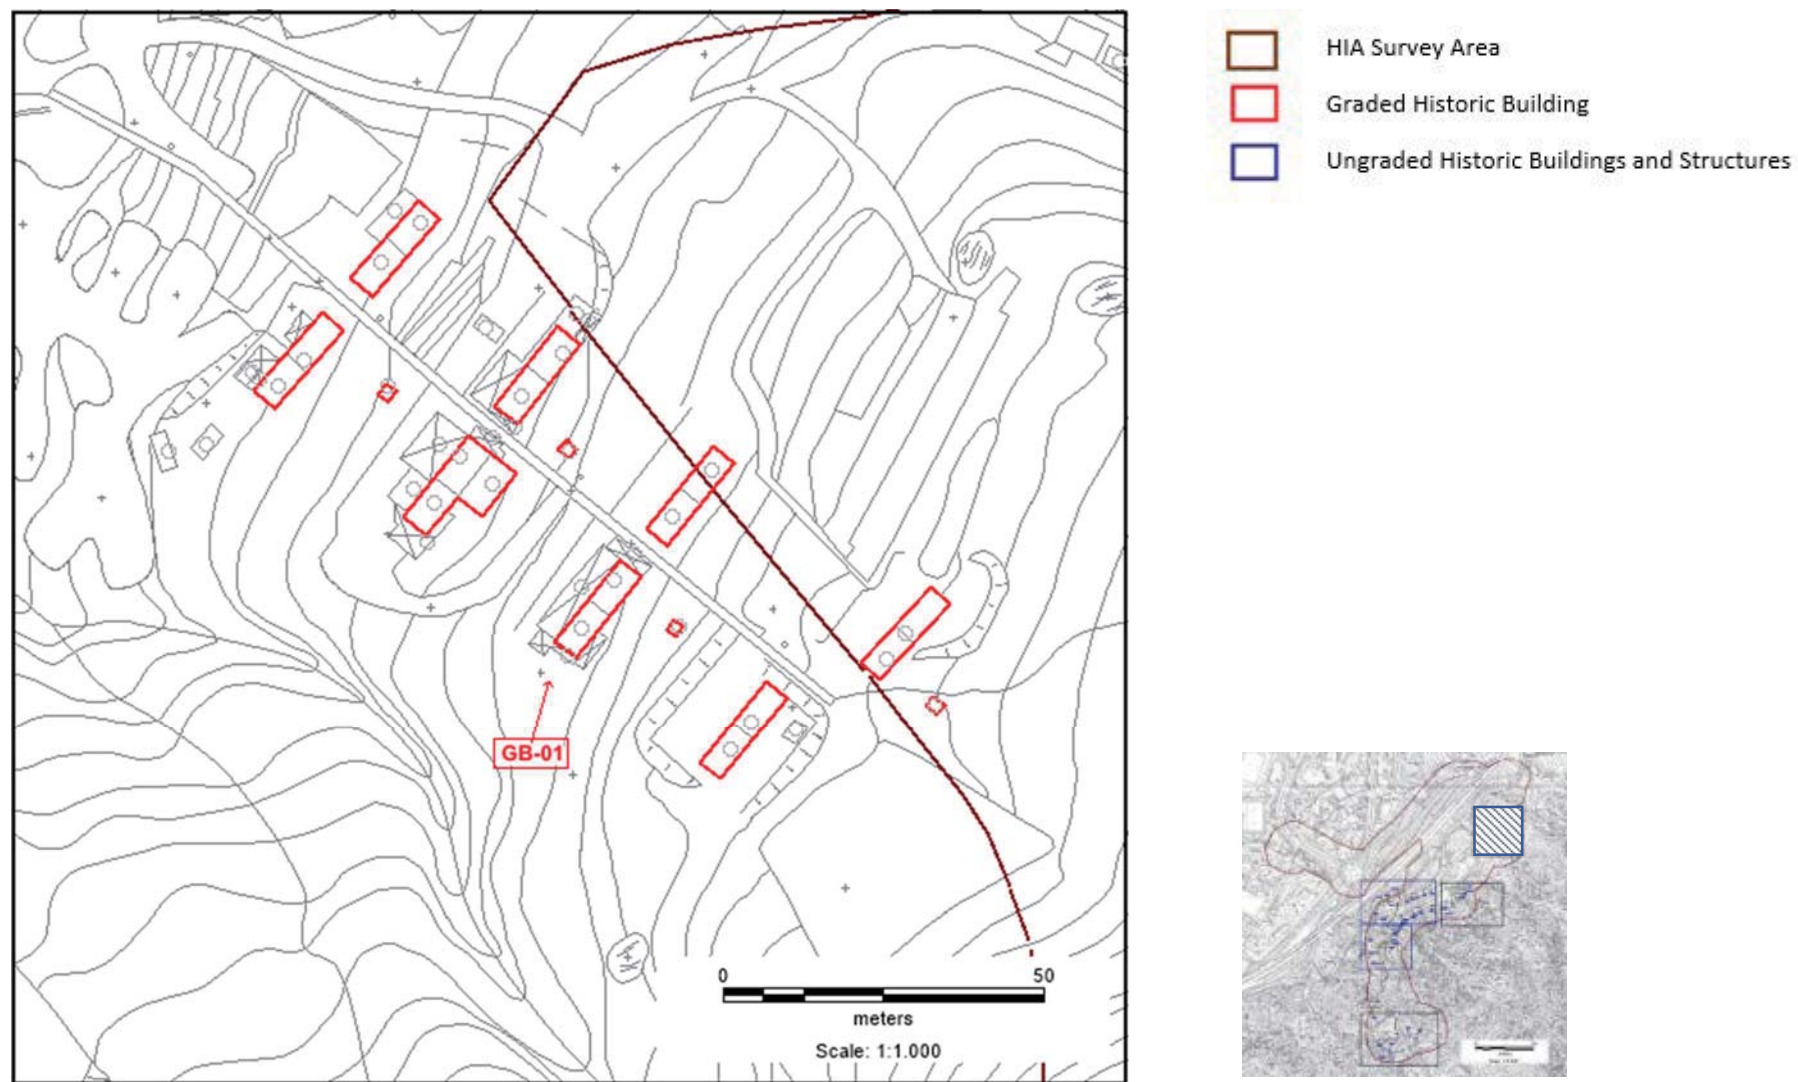 HIA Survey Area
Graded Historic Building
Ungraded Historic Buildings and Structures
GB-01
0 50
meters
Scale: 1:1.000